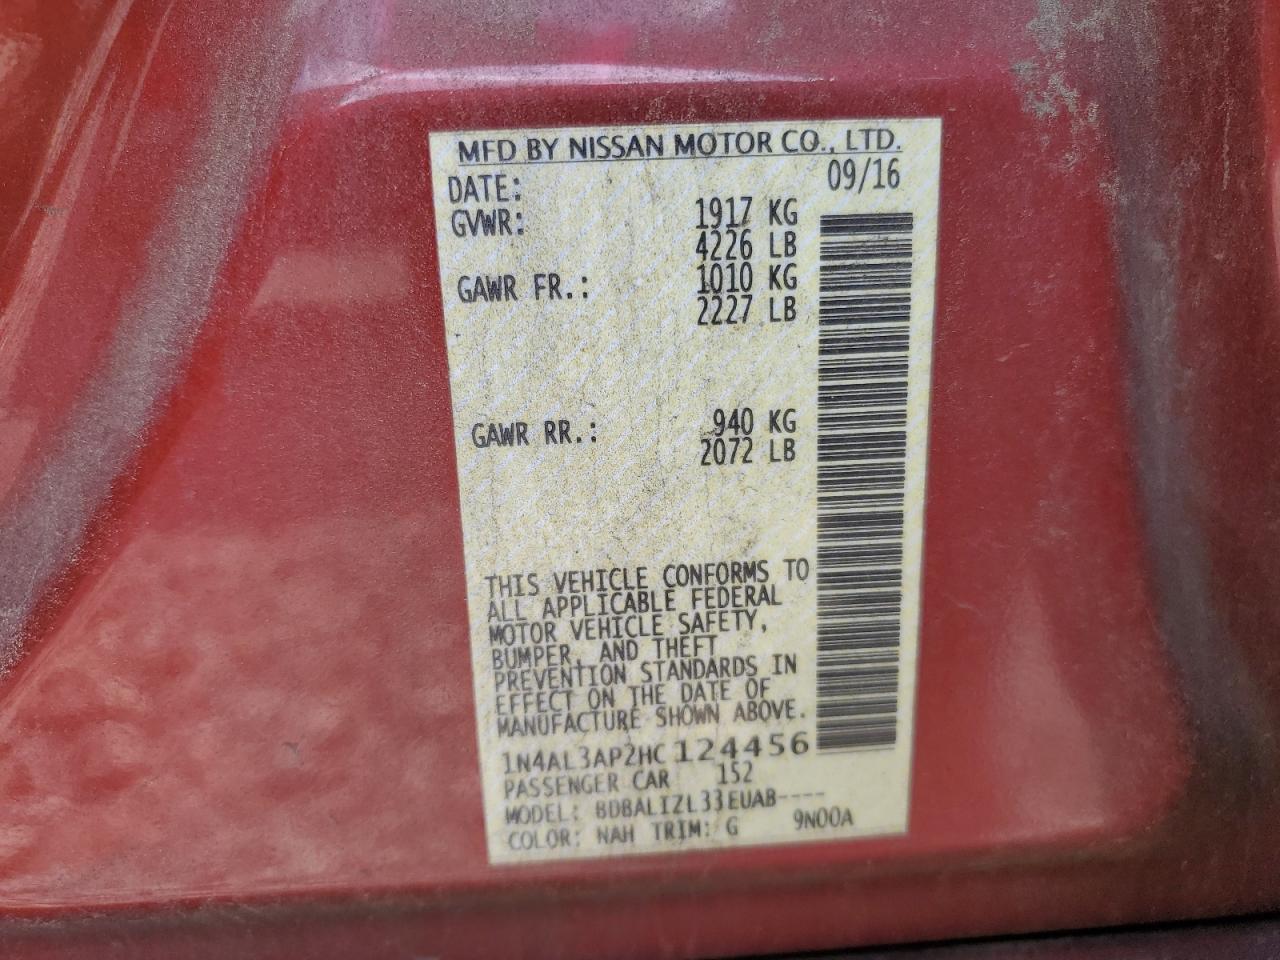 MFD BY NISSAN MOTOR CO., LTD.
DATE: 09/16
GVWR: 1917 KG
4226 LB
GAWR FR.: 1010 KG
2227 LB
GAWR RR.: 940 KG
2072 LB
THIS VEHICLE CONFORMS TO
ALL APPLICABLE FEDERAL
MOTOR VEHICLE SAFETY,
BUMPER, AND THEFT
PREVENTION STANDARDS IN
EFFECT ON THE DATE OF
MANUFACTURE SHOWN ABOVE.
1N4AL3AP2HC124456
PASSENGER CAR 152
MODEL: BDBALIZL33EUAB----
COLOR: NAH TRIM: G 9N00A